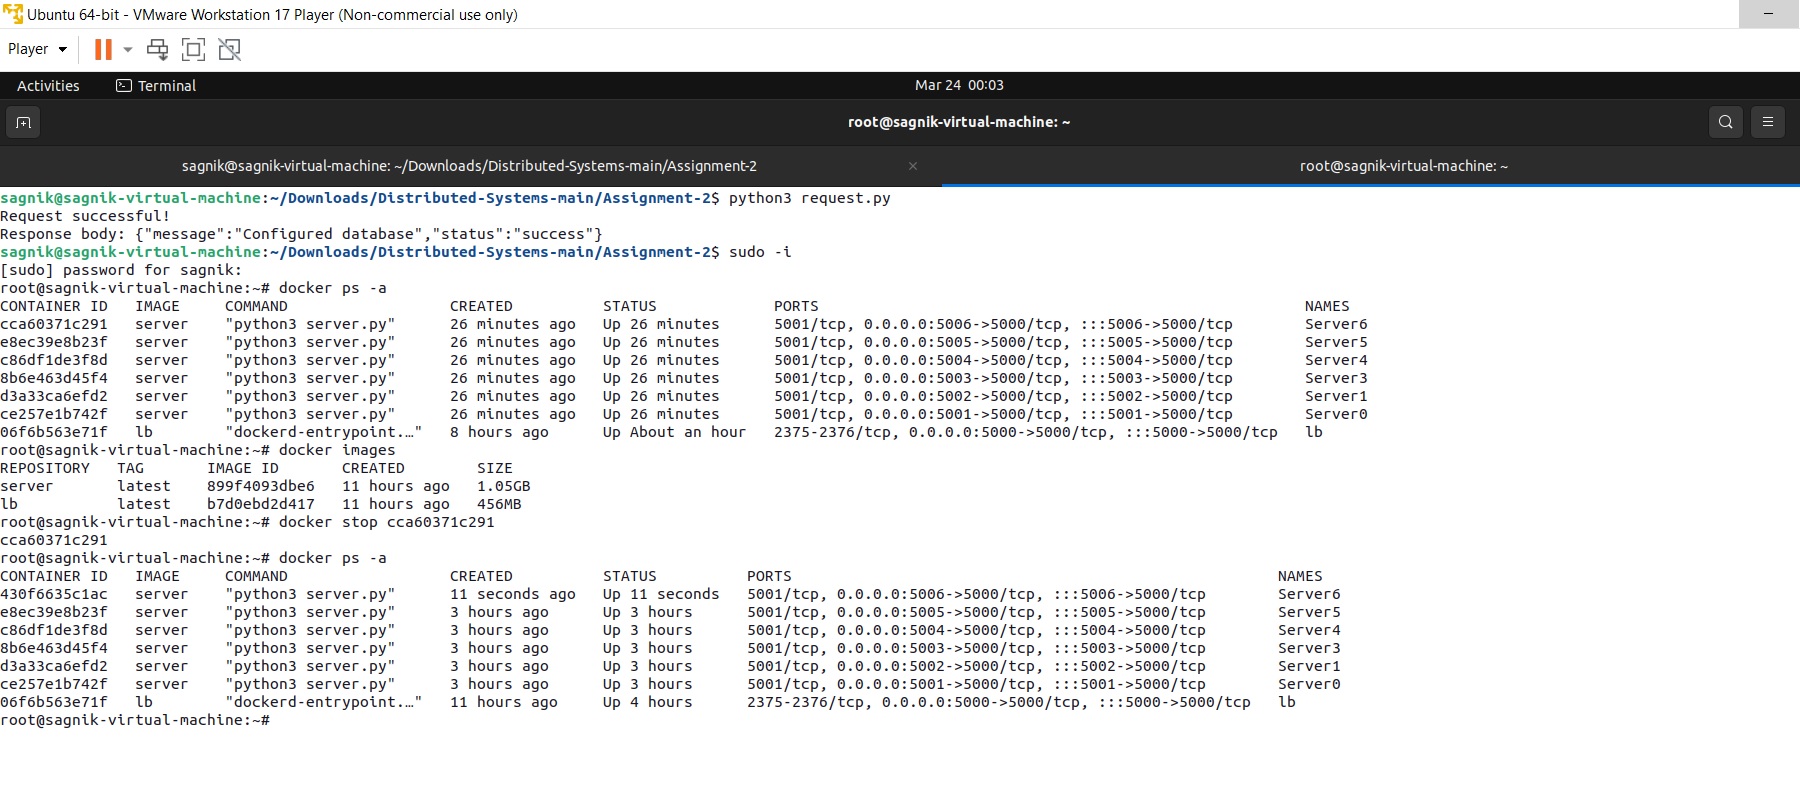 Ubuntu 64-bit - VMware Workstation 17 Player (Non-commercial use only)
Player
Activities Terminal Mar 24 00:03
root@sagnik-virtual-machine: ~
sagnik@sagnik-virtual-machine: ~/Downloads/Distributed-Systems-main/Assignment-2 × root@sagnik-virtual-machine: ~
sagnik@sagnik-virtual-machine:~/Downloads/Distributed-Systems-main/Assignment-2$ python3 request.py
Request successful!
Response body: {"message":"Configured database","status":"success"}
sagnik@sagnik-virtual-machine:~/Downloads/Distributed-Systems-main/Assignment-2$ sudo -i
[sudo] password for sagnik:
root@sagnik-virtual-machine:~# docker ps -a
CONTAINER ID   IMAGE     COMMAND                  CREATED          STATUS             PORTS                                                      NAMES
cca60371c291   server    "python3 server.py"      26 minutes ago   Up 26 minutes      5001/tcp, 0.0.0.0:5006->5000/tcp, :::5006->5000/tcp        Server6
e8ec39e8b23f   server    "python3 server.py"      26 minutes ago   Up 26 minutes      5001/tcp, 0.0.0.0:5005->5000/tcp, :::5005->5000/tcp        Server5
c86df1de3f8d   server    "python3 server.py"      26 minutes ago   Up 26 minutes      5001/tcp, 0.0.0.0:5004->5000/tcp, :::5004->5000/tcp        Server4
8b6e463d45f4   server    "python3 server.py"      26 minutes ago   Up 26 minutes      5001/tcp, 0.0.0.0:5003->5000/tcp, :::5003->5000/tcp        Server3
d3a33ca6efd2   server    "python3 server.py"      26 minutes ago   Up 26 minutes      5001/tcp, 0.0.0.0:5002->5000/tcp, :::5002->5000/tcp        Server1
ce257e1b742f   server    "python3 server.py"      26 minutes ago   Up 26 minutes      5001/tcp, 0.0.0.0:5001->5000/tcp, :::5001->5000/tcp        Server0
06f6b563e71f   lb        "dockerd-entrypoint.…"   8 hours ago      Up About an hour   2375-2376/tcp, 0.0.0.0:5000->5000/tcp, :::5000->5000/tcp   lb
root@sagnik-virtual-machine:~# docker images
REPOSITORY   TAG       IMAGE ID       CREATED        SIZE
server       latest    899f4093dbe6   11 hours ago   1.05GB
lb           latest    b7d0ebd2d417   11 hours ago   456MB
root@sagnik-virtual-machine:~# docker stop cca60371c291
cca60371c291
root@sagnik-virtual-machine:~# docker ps -a
CONTAINER ID   IMAGE     COMMAND                  CREATED          STATUS          PORTS                                                      NAMES
430f6635c1ac   server    "python3 server.py"      11 seconds ago   Up 11 seconds   5001/tcp, 0.0.0.0:5006->5000/tcp, :::5006->5000/tcp        Server6
e8ec39e8b23f   server    "python3 server.py"      3 hours ago      Up 3 hours      5001/tcp, 0.0.0.0:5005->5000/tcp, :::5005->5000/tcp        Server5
c86df1de3f8d   server    "python3 server.py"      3 hours ago      Up 3 hours      5001/tcp, 0.0.0.0:5004->5000/tcp, :::5004->5000/tcp        Server4
8b6e463d45f4   server    "python3 server.py"      3 hours ago      Up 3 hours      5001/tcp, 0.0.0.0:5003->5000/tcp, :::5003->5000/tcp        Server3
d3a33ca6efd2   server    "python3 server.py"      3 hours ago      Up 3 hours      5001/tcp, 0.0.0.0:5002->5000/tcp, :::5002->5000/tcp        Server1
ce257e1b742f   server    "python3 server.py"      3 hours ago      Up 3 hours      5001/tcp, 0.0.0.0:5001->5000/tcp, :::5001->5000/tcp        Server0
06f6b563e71f   lb        "dockerd-entrypoint.…"   11 hours ago     Up 4 hours      2375-2376/tcp, 0.0.0.0:5000->5000/tcp, :::5000->5000/tcp   lb
root@sagnik-virtual-machine:~#